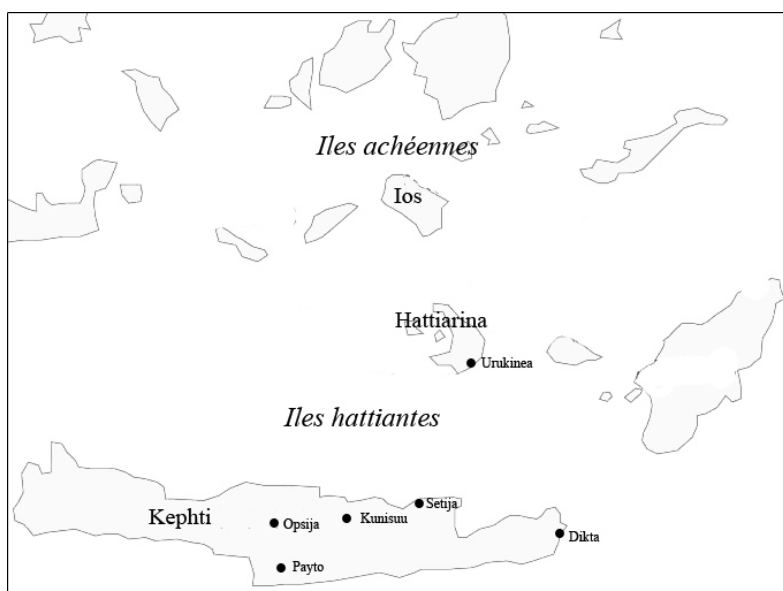 Iles achéennes
Ios
Hattiarina
Urukinea
Iles hattiantes
Setija
Kephti
Opsija
Kunisuu
Dikta
Payto